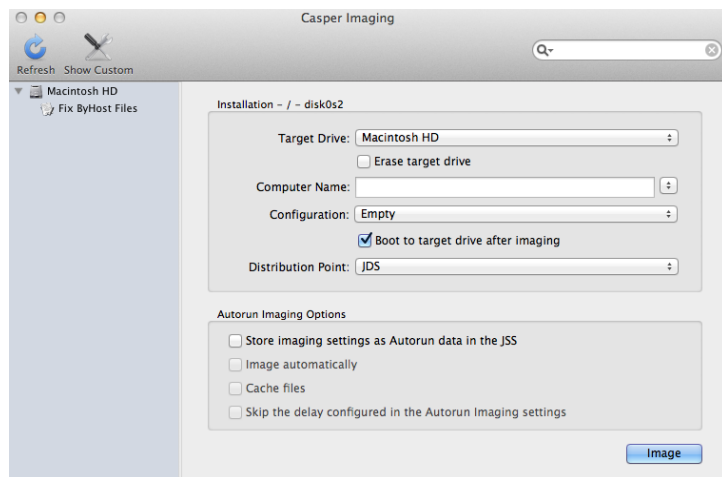 Casper Imaging
Refresh Show Custom
Macintosh HD
Fix ByHost Files
Installation - / - disk0s2
Target Drive: Macintosh HD
Erase target drive
Computer Name:
Configuration: Empty
Boot to target drive after imaging
Distribution Point: JDS
Autorun Imaging Options
Store imaging settings as Autorun data in the JSS
Image automatically
Cache files
Skip the delay configured in the Autorun Imaging settings
Image